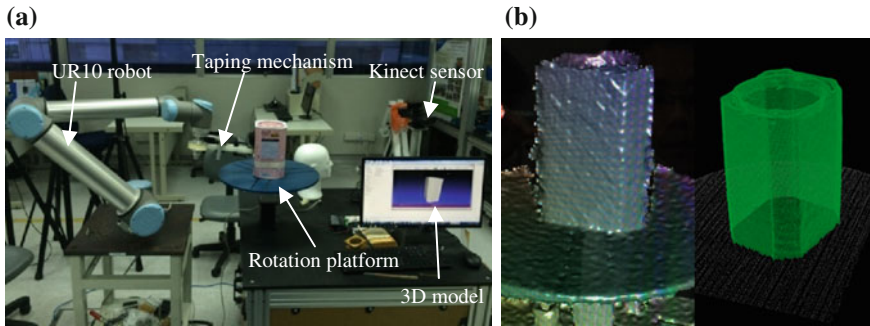 (a)
(b)
UR10 robot
Taping mechanism
Kinect sensor
Rotation platform
3D model